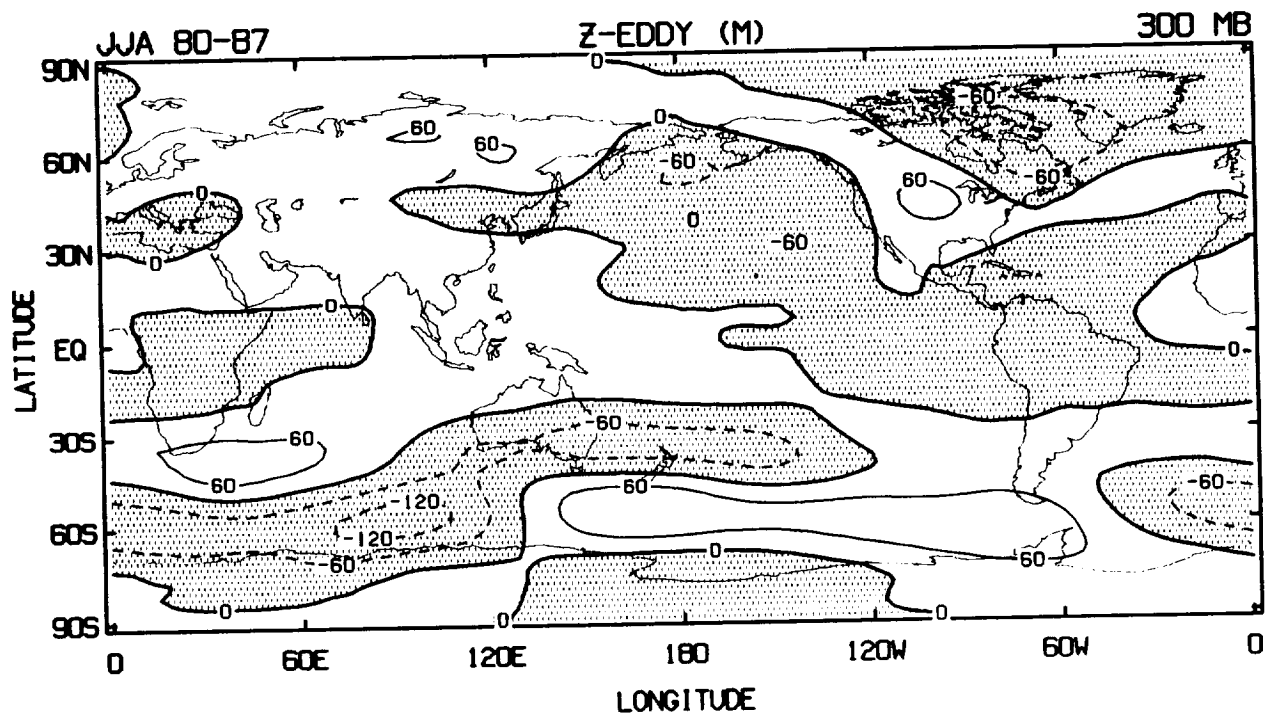 JJA 80-87 Z-EDDY (M) 300 MB
90N 0 -60
0
60 60
60N -60 -60
60
0 0
-60
30N 0
0
EQ 0
60 -60
30S
60 60
-120 -60
60S -120
-60 0 60
0 0
90S 0
0 60E 120E 180 120W 60W 0
LATITUDE
LONGITUDE